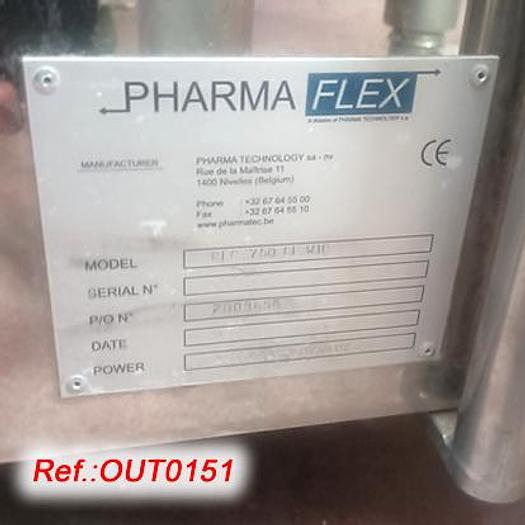 PHARMA FLEX
A division of PHARMA TECHNOLOGY s.a.
MANUFACTURER
PHARMA TECHNOLOGY sa - nv
Rue de la Maîtrise 11
1400 Nivelles (Belgium)
CE
Phone : +32 67 64 55 00
Fax : +32 67 64 55 10
www.pharmatec.be
MODEL 750
SERIAL N°
P/O N°
DATE
POWER
Ref.:OUT0151